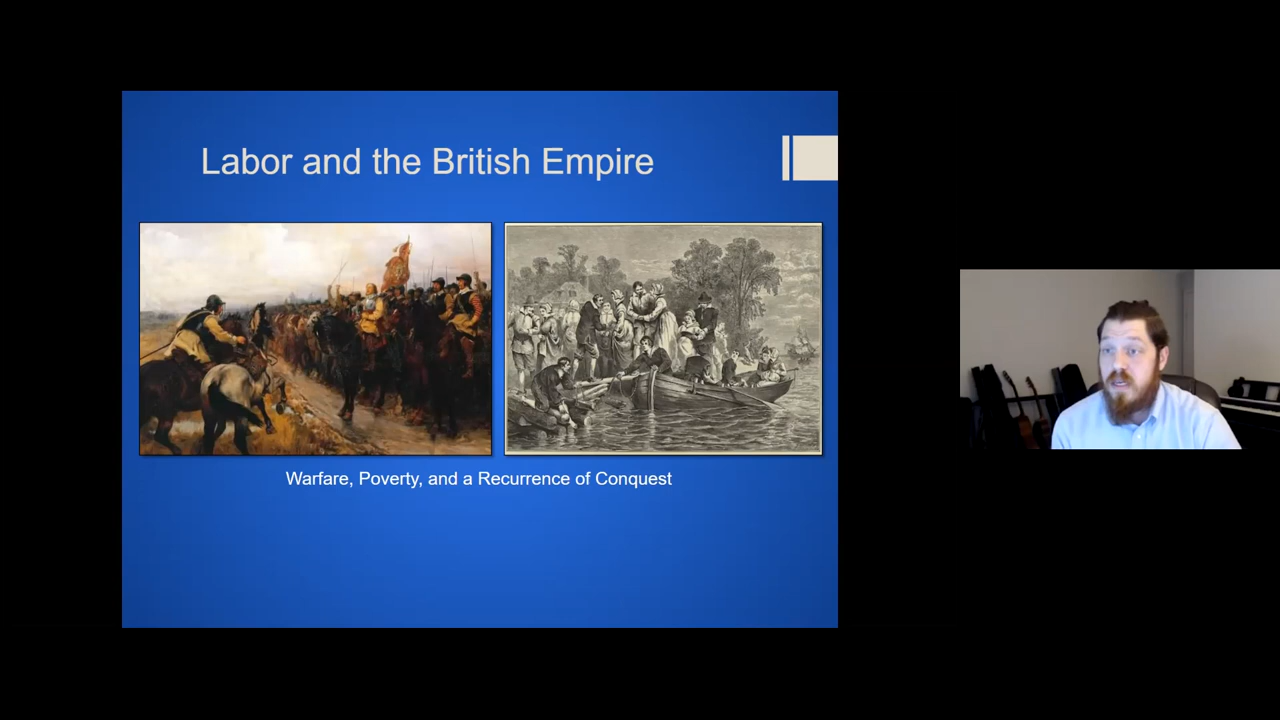 Labor and the British Empire
Warfare, Poverty, and a Recurrence of Conquest